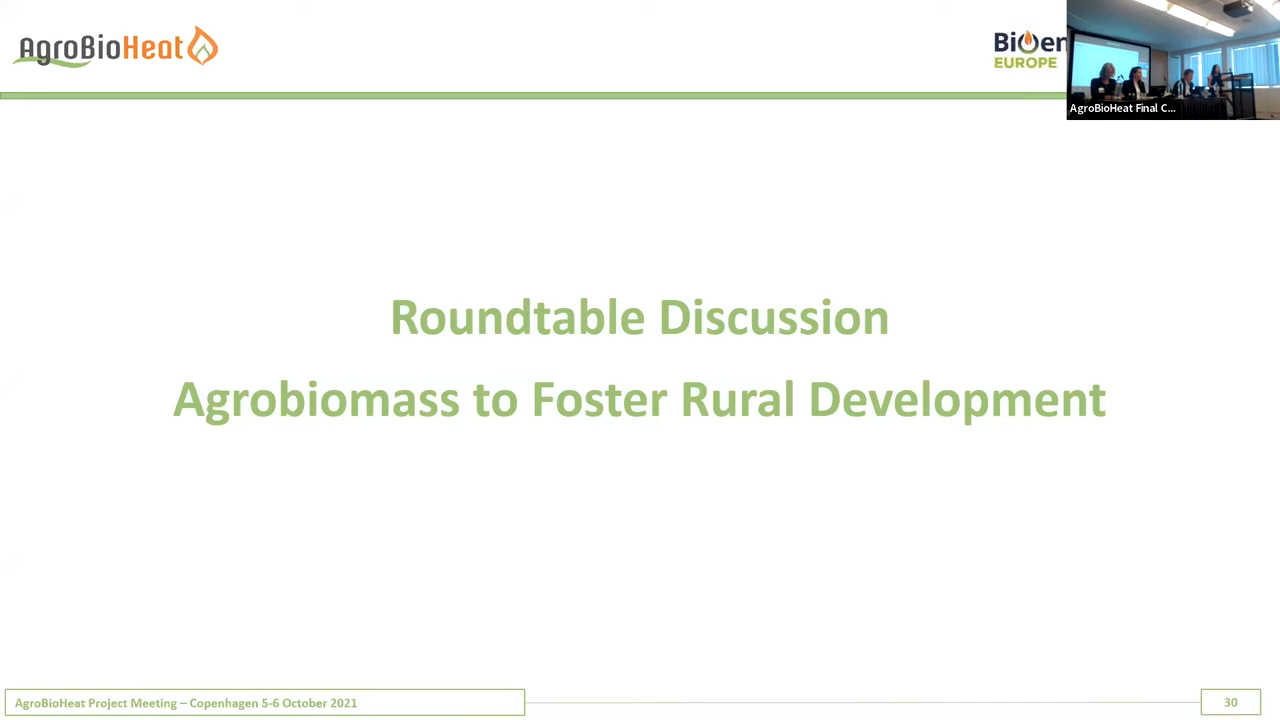 AgroBioHeat
EUROPE
AgroBioHeat Final C...
Roundtable Discussion
Agrobiomass to Foster Rural Development
AgroBioHeat Project Meeting – Copenhagen 5-6 October 2021
30